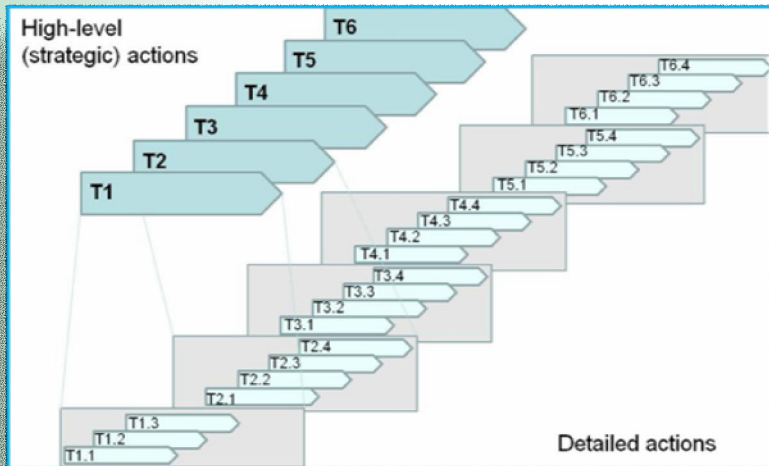 High-level
(strategic) actions
T6
T5
T4
T3
T2
T1
T6.4
T6.3
T6.2
T6.1
T5.4
T5.3
T5.2
T5.1
T4.4
T4.3
T4.2
T4.1
T3.4
T3.3
T3.2
T3.1
T2.4
T2.3
T2.2
T2.1
T1.3
T1.2
T1.1
Detailed actions